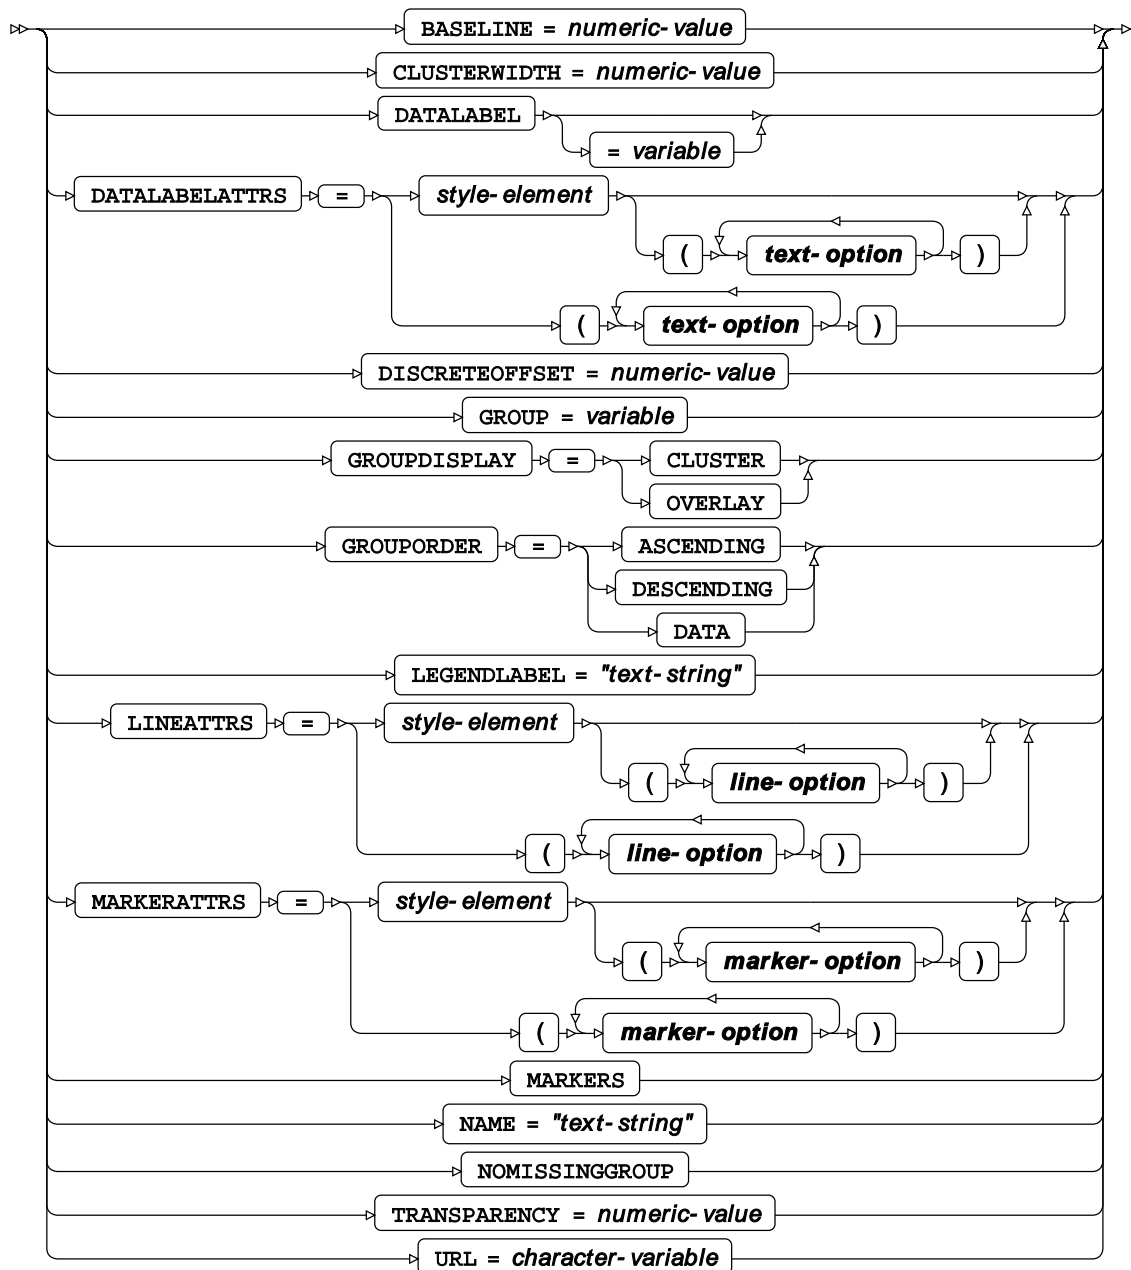 BASELINE = numeric-value
CLUSTERWIDTH = numeric-value
DATALABEL
= variable
DATALABELATTRS = style-element
( text-option )
( text-option )
DISCRETEOFFSET = numeric-value
GROUP = variable
GROUPDISPLAY = CLUSTER
OVERLAY
GROUPORDER = ASCENDING
DESCENDING
DATA
LEGENDLABEL = "text-string"
LINEATTRS = style-element
( line-option )
( line-option )
MARKERATTRS = style-element
( marker-option )
( marker-option )
MARKERS
NAME = "text-string"
NOMISSINGGROUP
TRANSPARENCY = numeric-value
URL = character-variable